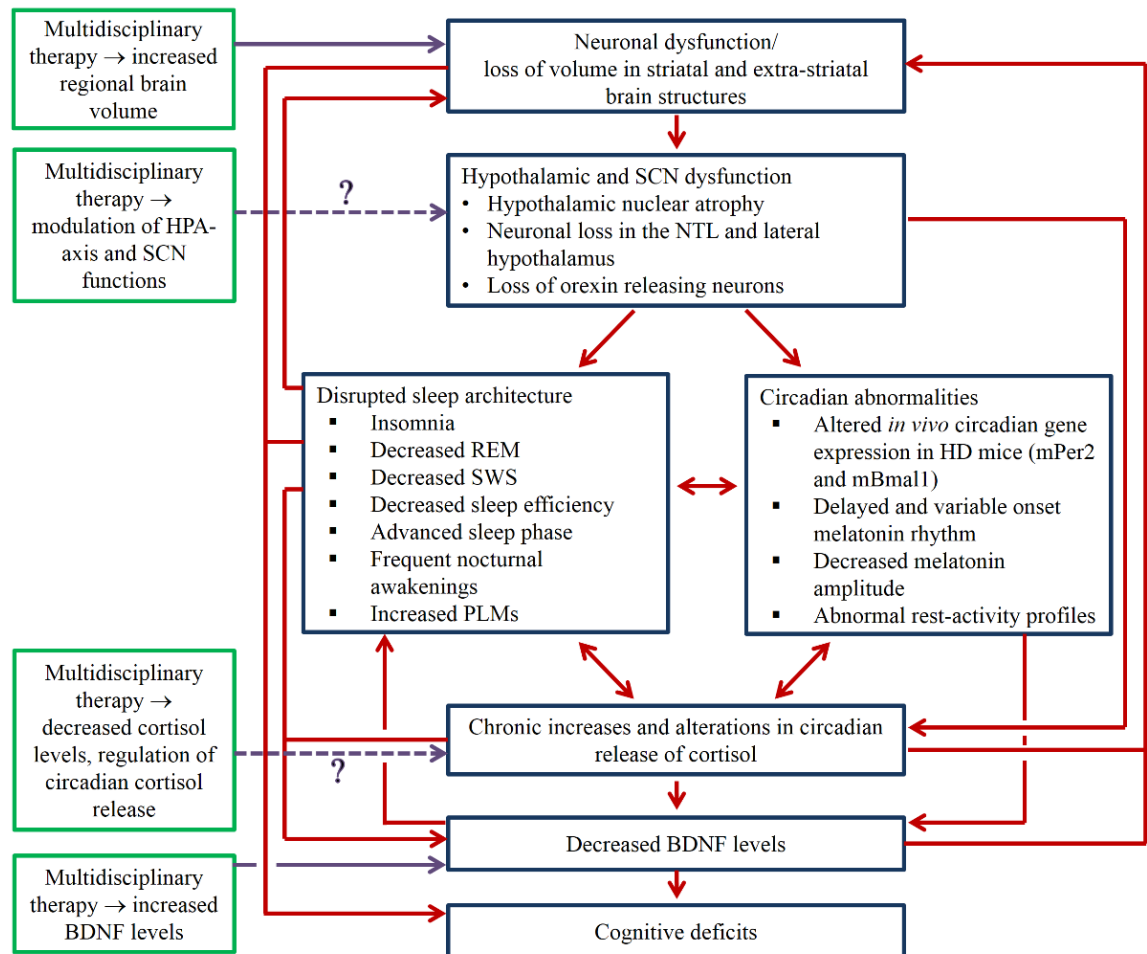 Multidisciplinary
therapy → increased
regional brain
volume
Neuronal dysfunction/
loss of volume in striatal and extra-striatal
brain structures
Multidisciplinary
therapy →
modulation of HPA-
axis and SCN
functions
?
Hypothalamic and SCN dysfunction
• Hypothalamic nuclear atrophy
• Neuronal loss in the NTL and lateral
hypothalamus
• Loss of orexin releasing neurons
Disrupted sleep architecture
▪ Insomnia
▪ Decreased REM
▪ Decreased SWS
▪ Decreased sleep efficiency
▪ Advanced sleep phase
▪ Frequent nocturnal
awakenings
▪ Increased PLMs
Circadian abnormalities
▪ Altered in vivo circadian gene
expression in HD mice (mPer2
and mBmal1)
▪ Delayed and variable onset
melatonin rhythm
▪ Decreased melatonin
amplitude
▪ Abnormal rest-activity profiles
Multidisciplinary
therapy →
decreased cortisol
levels, regulation of
circadian cortisol
release
?
Chronic increases and alterations in circadian
release of cortisol
Decreased BDNF levels
Multidisciplinary
therapy → increased
BDNF levels
Cognitive deficits